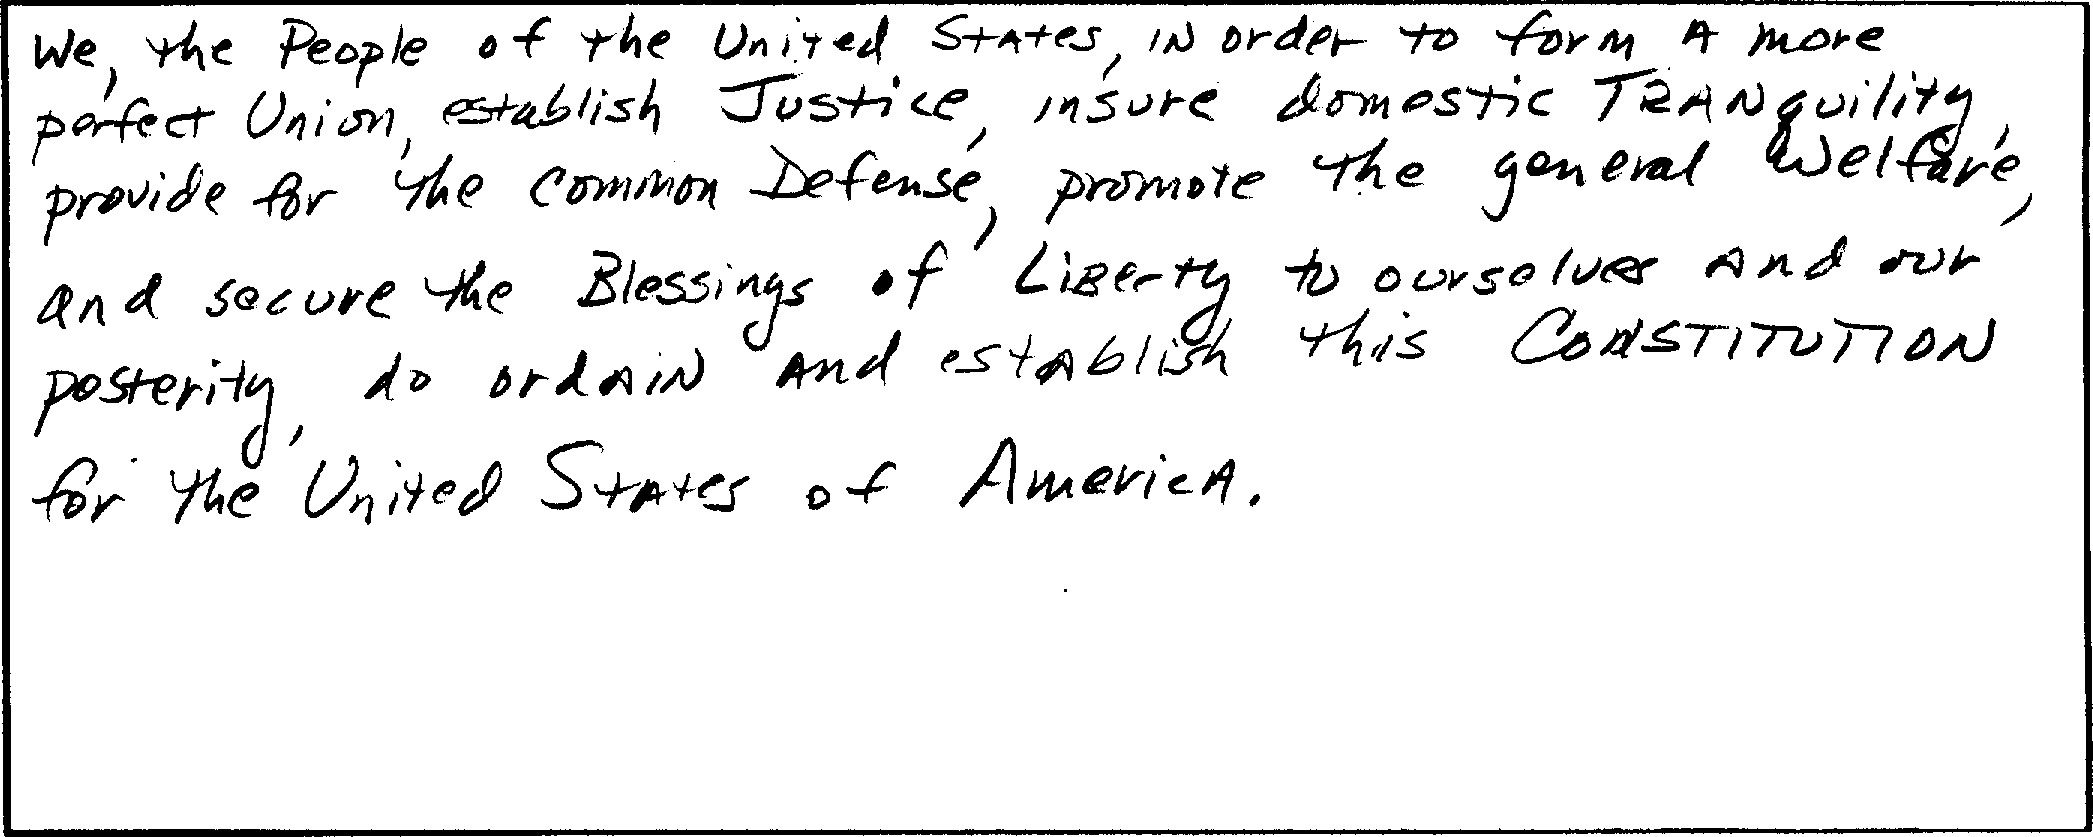 We, the People of the United States, in order to form a more
perfect Union, establish Justice, insure domestic TRANquility,
provide for the common Defense, promote the general Welfare,
and secure the Blessings of Liberty to ourselves and our
posterity, do ordain and establish this CONSTITUTION
for the United States of America.